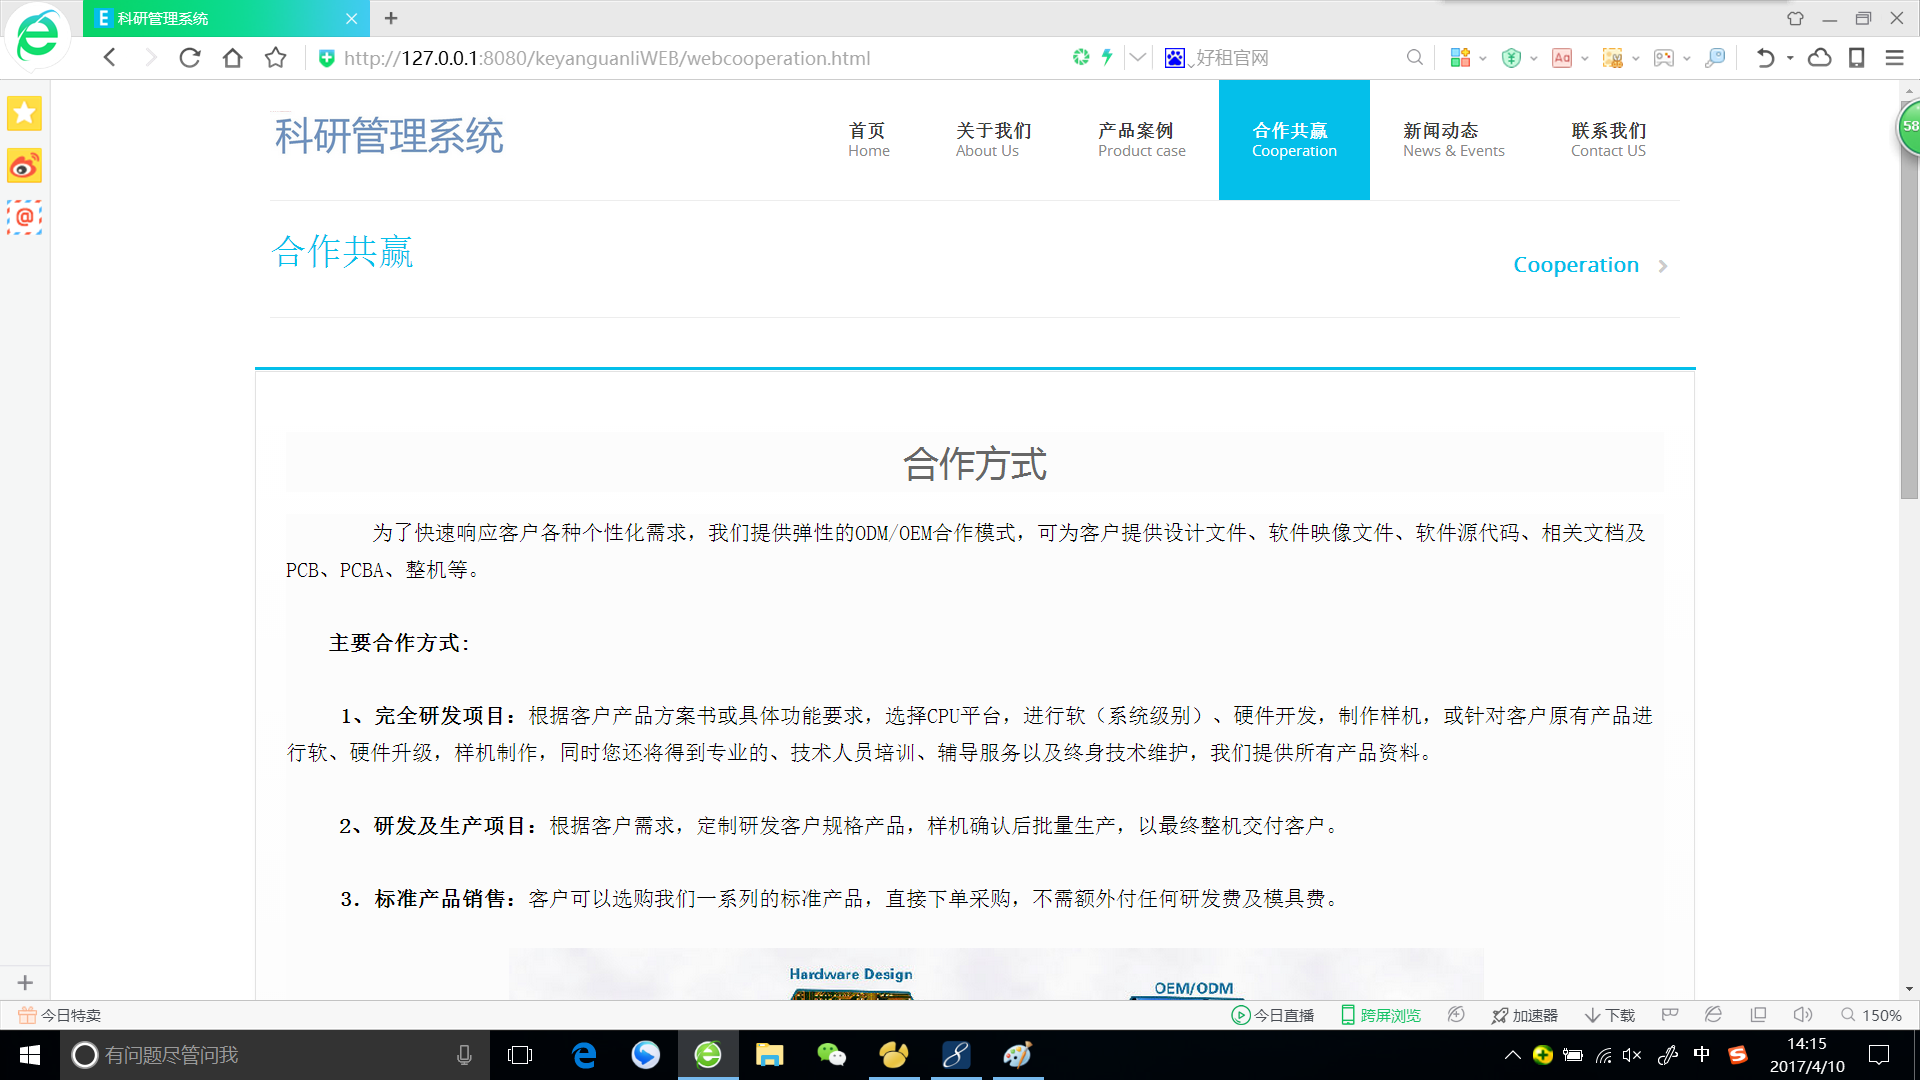 科研管理系统
http://127.0.0.1:8080/keyanguanliWEB/webcooperation.html
好租官网
58
科研管理系统
首页
Home
关于我们
About Us
产品案例
Product case
合作共赢
Cooperation
新闻动态
News & Events
联系我们
Contact US
合作共赢
Cooperation
合作方式
为了快速响应客户各种个性化需求，我们提供弹性的ODM/OEM合作模式，可为客户提供设计文件、软件映像文件、软件源代码、相关文档及
PCB、PCBA、整机等。
主要合作方式:
1、完全研发项目：根据客户产品方案书或具体功能要求，选择CPU平台，进行软（系统级别）、硬件开发，制作样机，或针对客户原有产品进
行软、硬件升级，样机制作，同时您还将得到专业的、技术人员培训、辅导服务以及终身技术维护，我们提供所有产品资料。
2、研发及生产项目：根据客户需求，定制研发客户规格产品，样机确认后批量生产，以最终整机交付客户。
3．标准产品销售：客户可以选购我们一系列的标准产品，直接下单采购，不需额外付任何研发费及模具费。
Hardware Design
OEM/ODM
今日特卖
今日直播
跨屏浏览
加速器
下载
150%
有问题尽管问我
中
14:15
2017/4/10